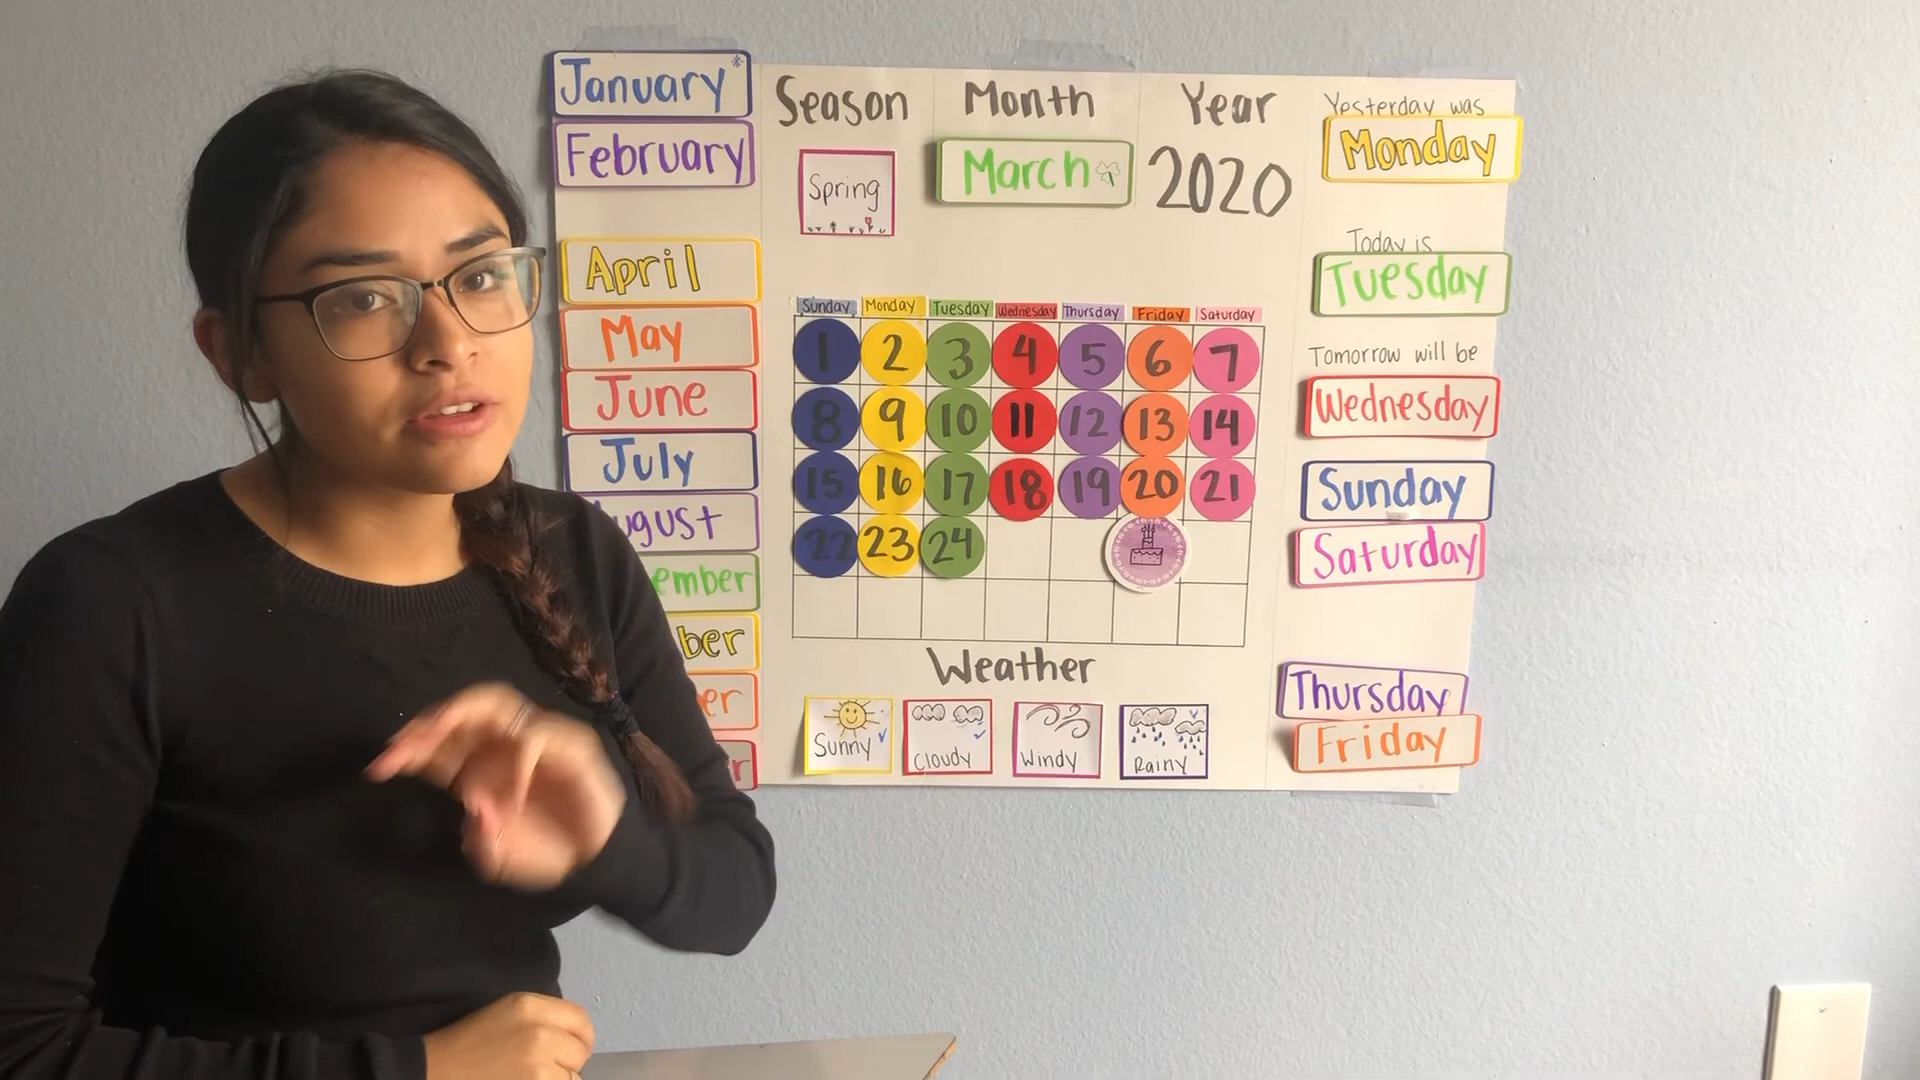 January
February
April
May
June
July
ugust
ember
ber
er
r
Season
Month
Year
Spring
March
2020
Sunday Monday Tuesday Wednesday Thursday Friday Saturday
1 2 3 4 5 6 7
8 9 10 11 12 13 14
15 16 17 18 19 20 21
22 23 24
Weather
Sunny
Cloudy
Windy
Rainy
Yesterday was
Monday
Today is
Tuesday
Tomorrow will be
Wednesday
Sunday
Saturday
Thursday
Friday